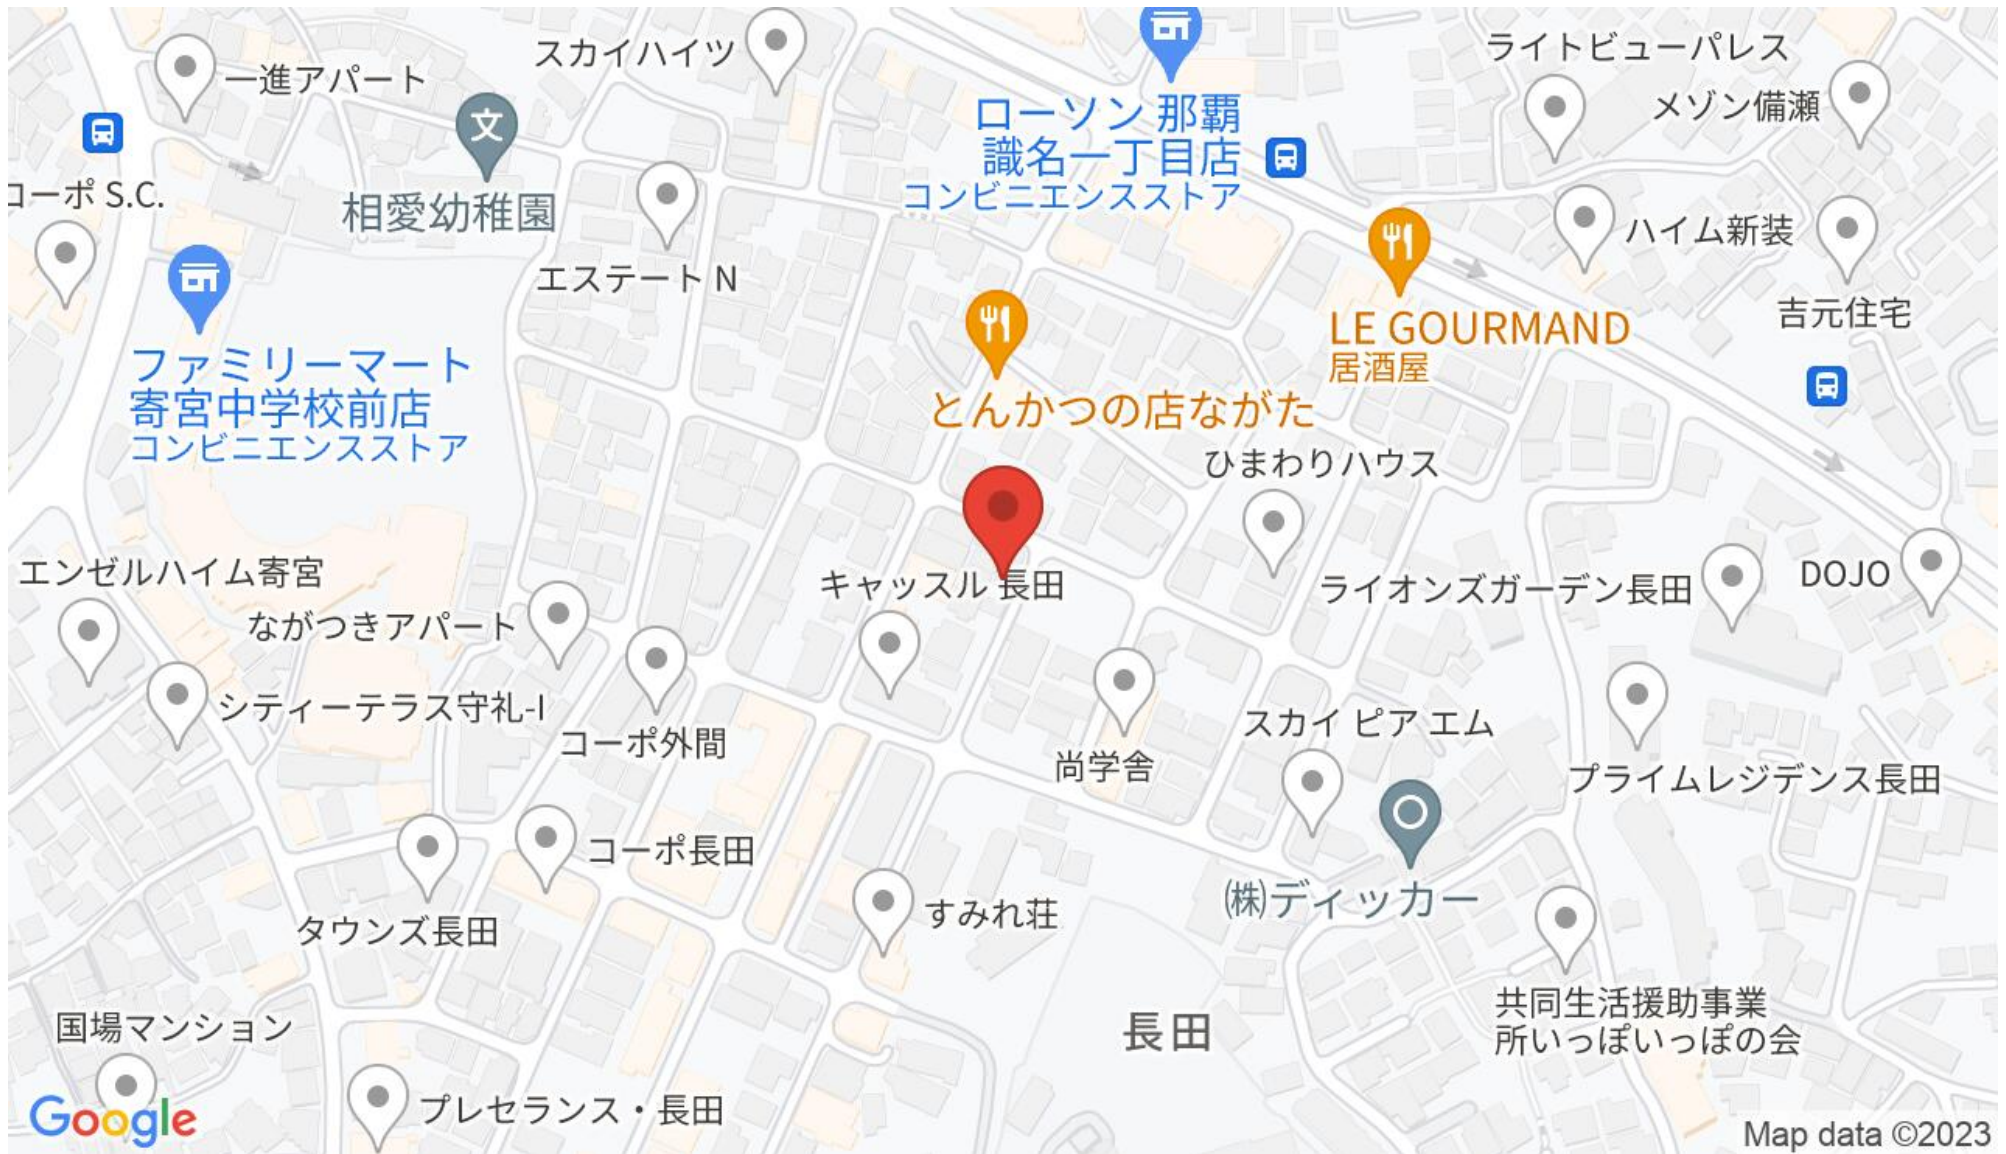 スカイハイツ
ライトビューパレス
一進アパート
メゾン備瀬
文
ローソン 那覇
識名一丁目店
コンビニエンスストア
コーポ S.C.
相愛幼稚園
ハイム新装
エステート N
吉元住宅
LE GOURMAND
居酒屋
ファミリーマート
寄宮中学校前店
コンビニエンスストア
とんかつの店ながた
ひまわりハウス
エンゼルハイム寄宮
キャッスル 長田
ライオンズガーデン長田
DOJO
ながつきアパート
シティーテラス守礼-I
コーポ外間
尚学舎
スカイ ピア エム
プライムレジデンス長田
コーポ長田
㈱ディッカー
すみれ荘
タウンズ長田
共同生活援助事業
所いっぽいっぽの会
国場マンション
長田
プレセランス・長田
Google
Map data ©2023